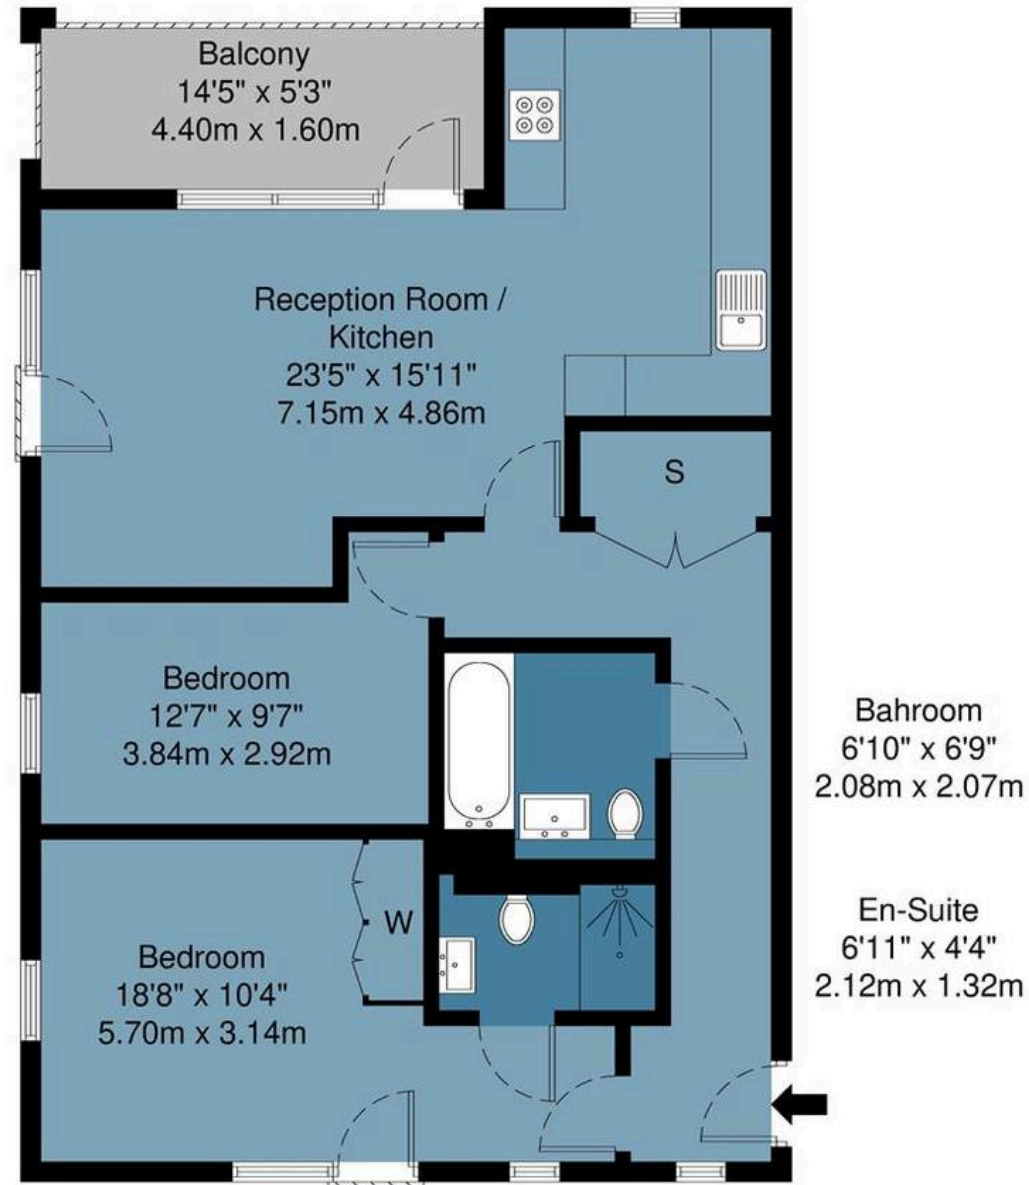 Balcony
14'5" x 5'3"
4.40m x 1.60m
Reception Room /
Kitchen
23'5" x 15'11"
7.15m x 4.86m
S
Bedroom
12'7" x 9'7"
3.84m x 2.92m
Bahroom
6'10" x 6'9"
2.08m x 2.07m
W
Bedroom
18'8" x 10'4"
5.70m x 3.14m
En-Suite
6'11" x 4'4"
2.12m x 1.32m